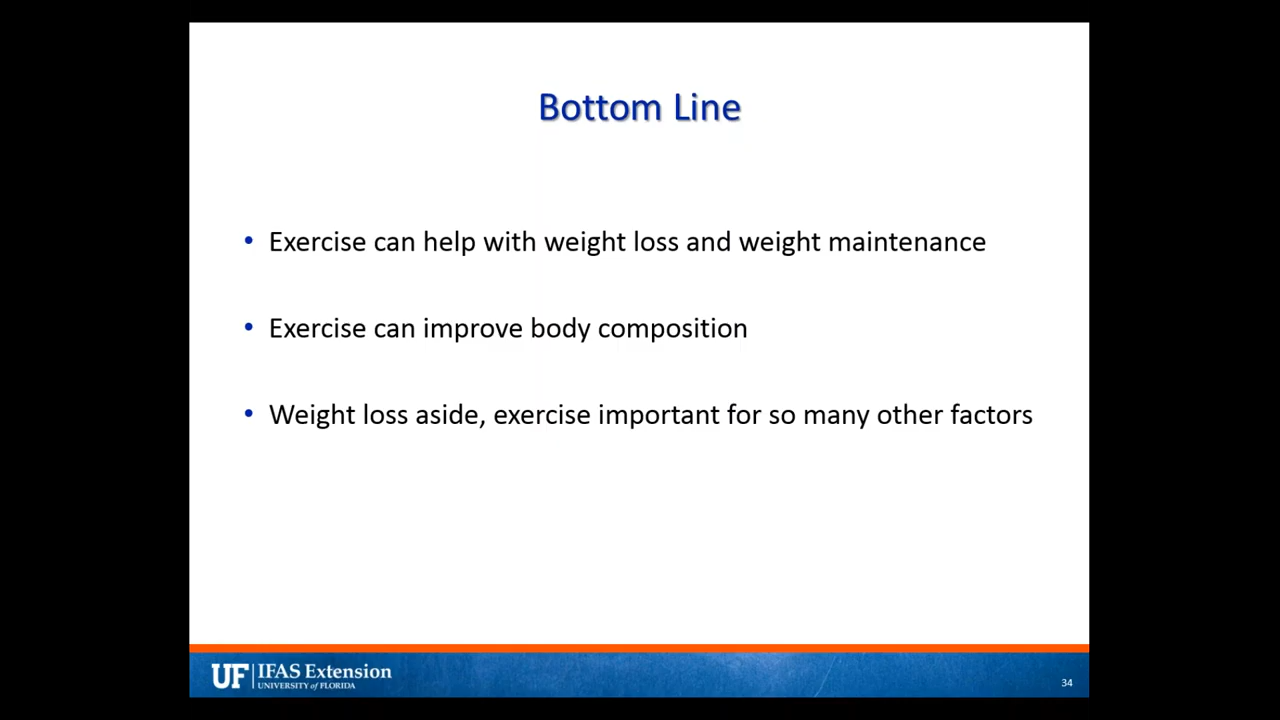 Bottom Line
• Exercise can help with weight loss and weight maintenance
• Exercise can improve body composition
• Weight loss aside, exercise important for so many other factors
UF IFAS Extension
UNIVERSITY of FLORIDA
34